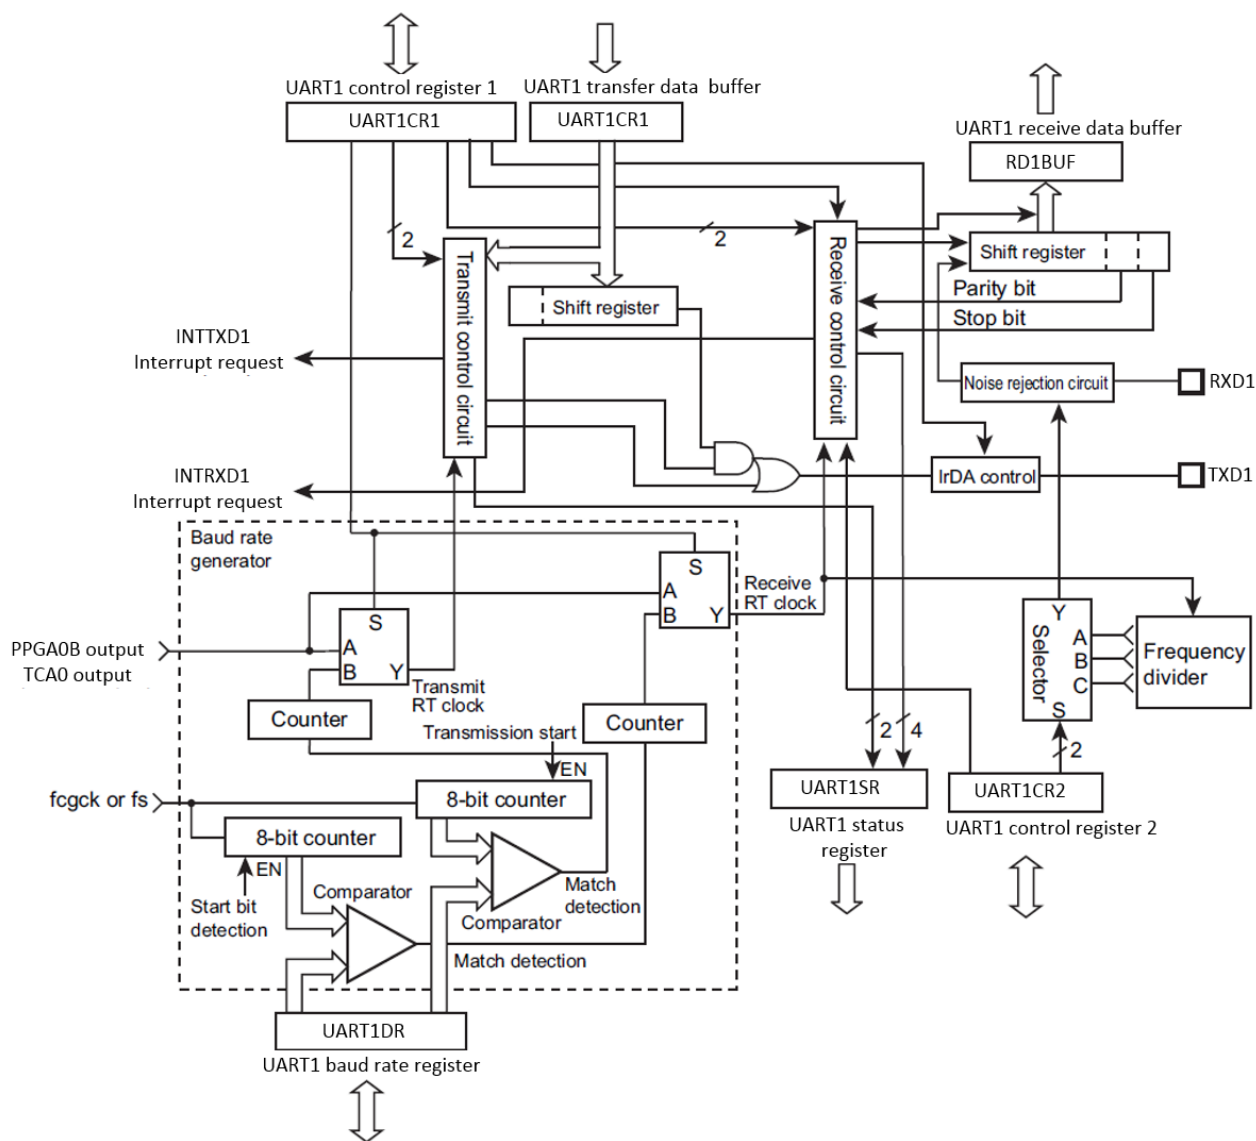 UART1 control register 1
UART1CR1
UART1 transfer data buffer
UART1CR1
UART1 receive data buffer
RD1BUF
2
2
Transmit control circuit
Receive control circuit
Shift register
Shift register
Parity bit
Stop bit
INTTXD1
Interrupt request
Noise rejection circuit
RXD1
INTRXD1
Interrupt request
IrDA control
TXD1
Baud rate
generator
S
A
B
Y
Receive
RT clock
S
A
B
Y
Transmit
RT clock
PPGA0B output
TCA0 output
Y
A
B
C
S
Selector
Frequency
divider
Counter
Counter
Transmission start
EN
2
4
2
fcgck or fs
8-bit counter
8-bit counter
EN
Start bit
detection
Comparator
Comparator
Match
detection
Match detection
UART1SR
UART1 status
register
UART1CR2
UART1 control register 2
UART1DR
UART1 baud rate register